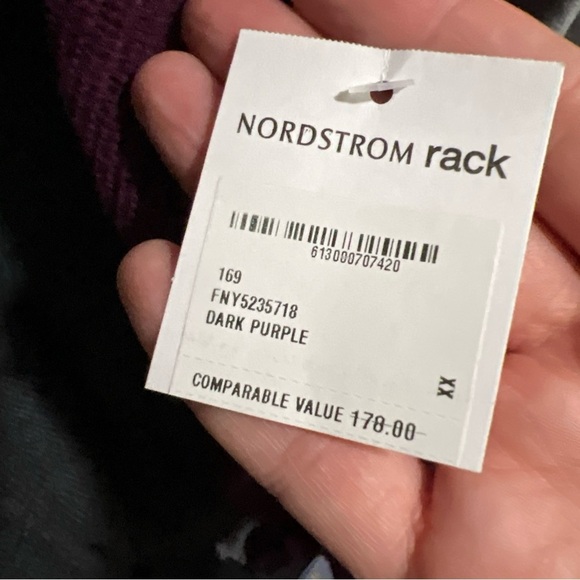 NORDSTROM rack
613000707420
169
FNY5235718
DARK PURPLE
XX
COMPARABLE VALUE 178.00